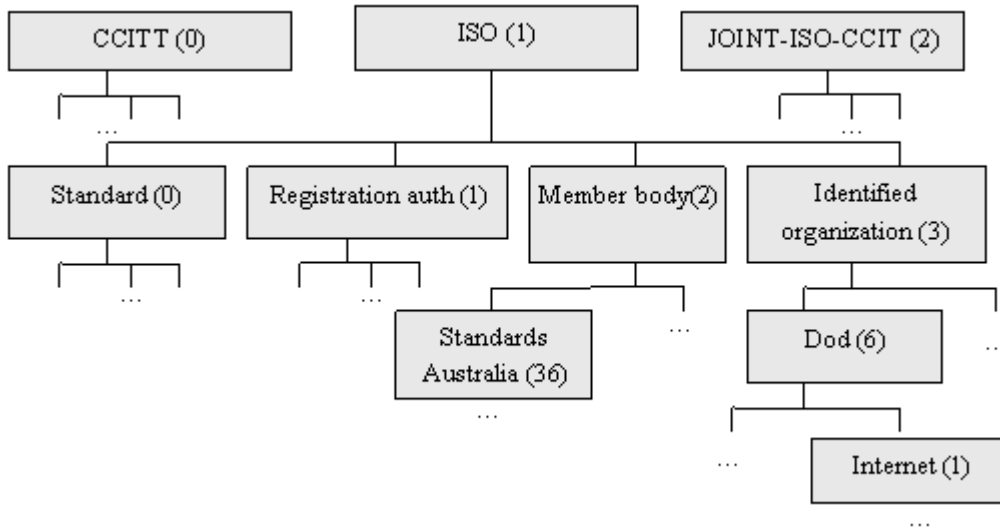 CCITT (0)
ISO (1)
JOINT-ISO-CCIT (2)
...
...
Standard (0)
Registration auth (1)
Member body(2)
Identified
organization (3)
...
...
...
...
Standards
Australia (36)
Dod (6)
...
...
Internet (1)
...